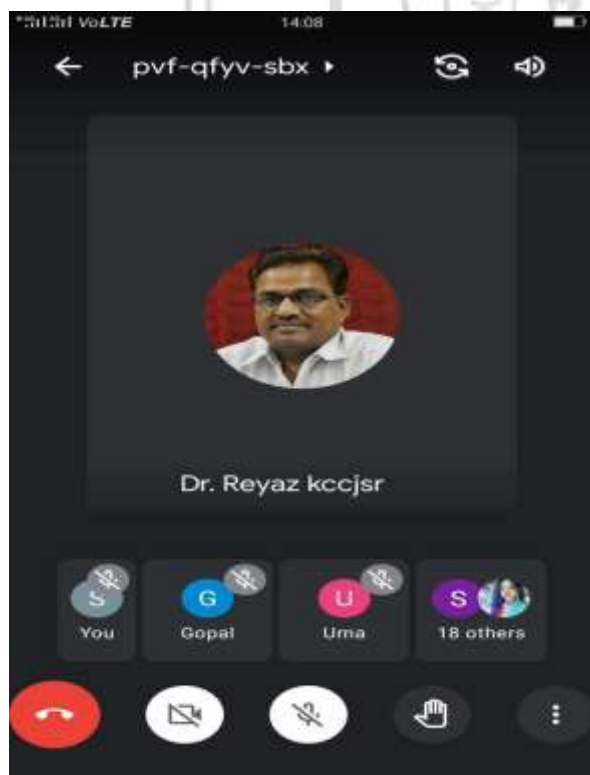 VoLTE 14:08
pvf-qfyv-sbx
Dr. Reyaz kccjsr
S G U S
You Gopal Uma 18 others